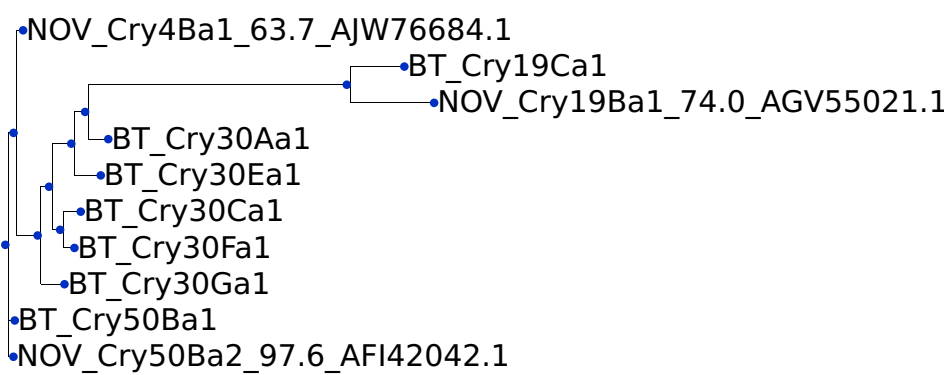 NOV_Cry4Ba1_63.7_AJW76684.1
BT_Cry19Ca1
NOV_Cry19Ba1_74.0_AGV55021.1
BT_Cry30Aa1
BT_Cry30Ea1
BT_Cry30Ca1
BT_Cry30Fa1
BT_Cry30Ga1
BT_Cry50Ba1
NOV_Cry50Ba2_97.6_AFI42042.1